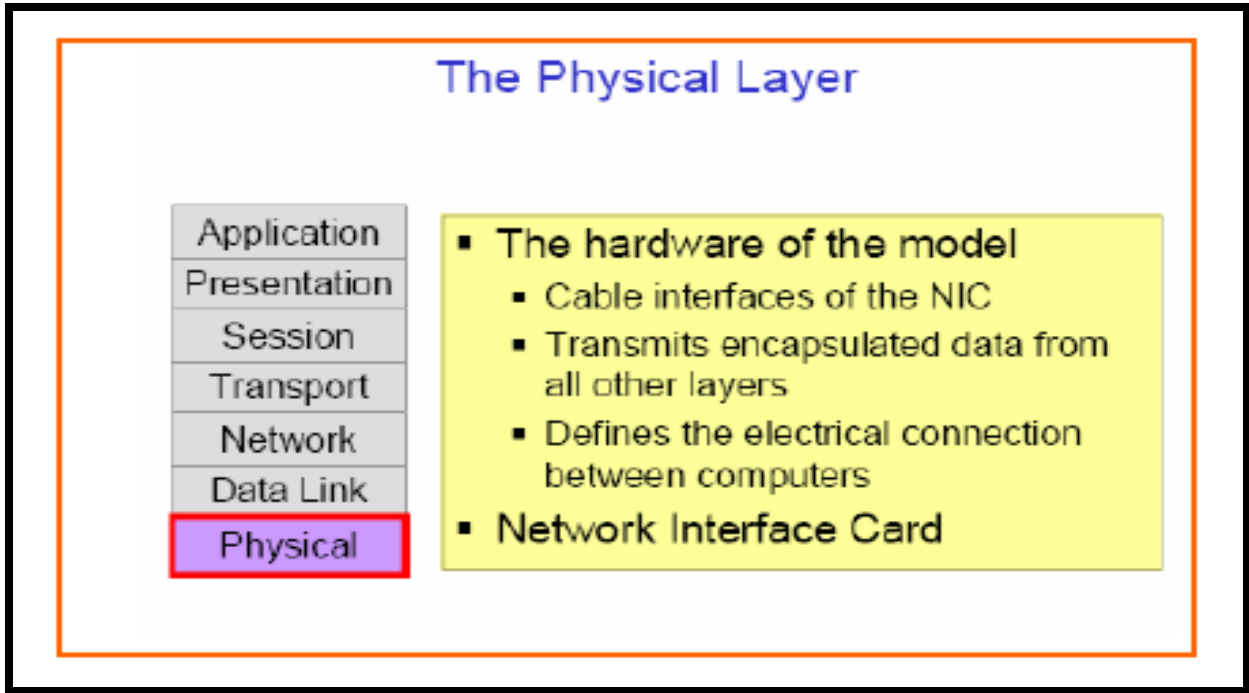 The Physical Layer
Application
Presentation
Session
Transport
Network
Data Link
Physical
▪ The hardware of the model
▪ Cable interfaces of the NIC
▪ Transmits encapsulated data from
all other layers
▪ Defines the electrical connection
between computers
▪ Network Interface Card